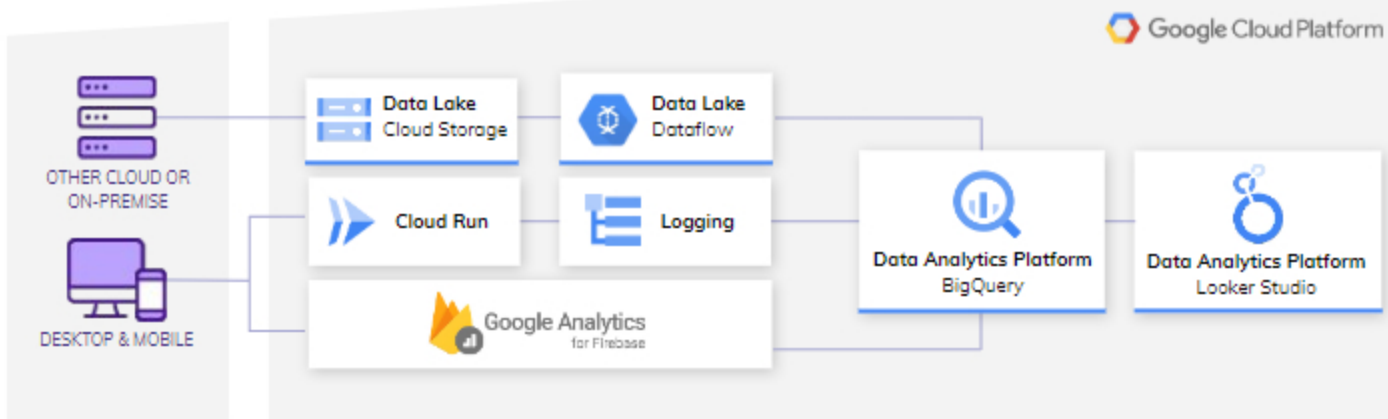 Google Cloud Platform
OTHER CLOUD OR
ON-PREMISE
DESKTOP & MOBILE
Data Lake
Cloud Storage
Data Lake
Dataflow
Cloud Run
Logging
Google Analytics
for Firebase
Data Analytics Platform
BigQuery
Data Analytics Platform
Looker Studio